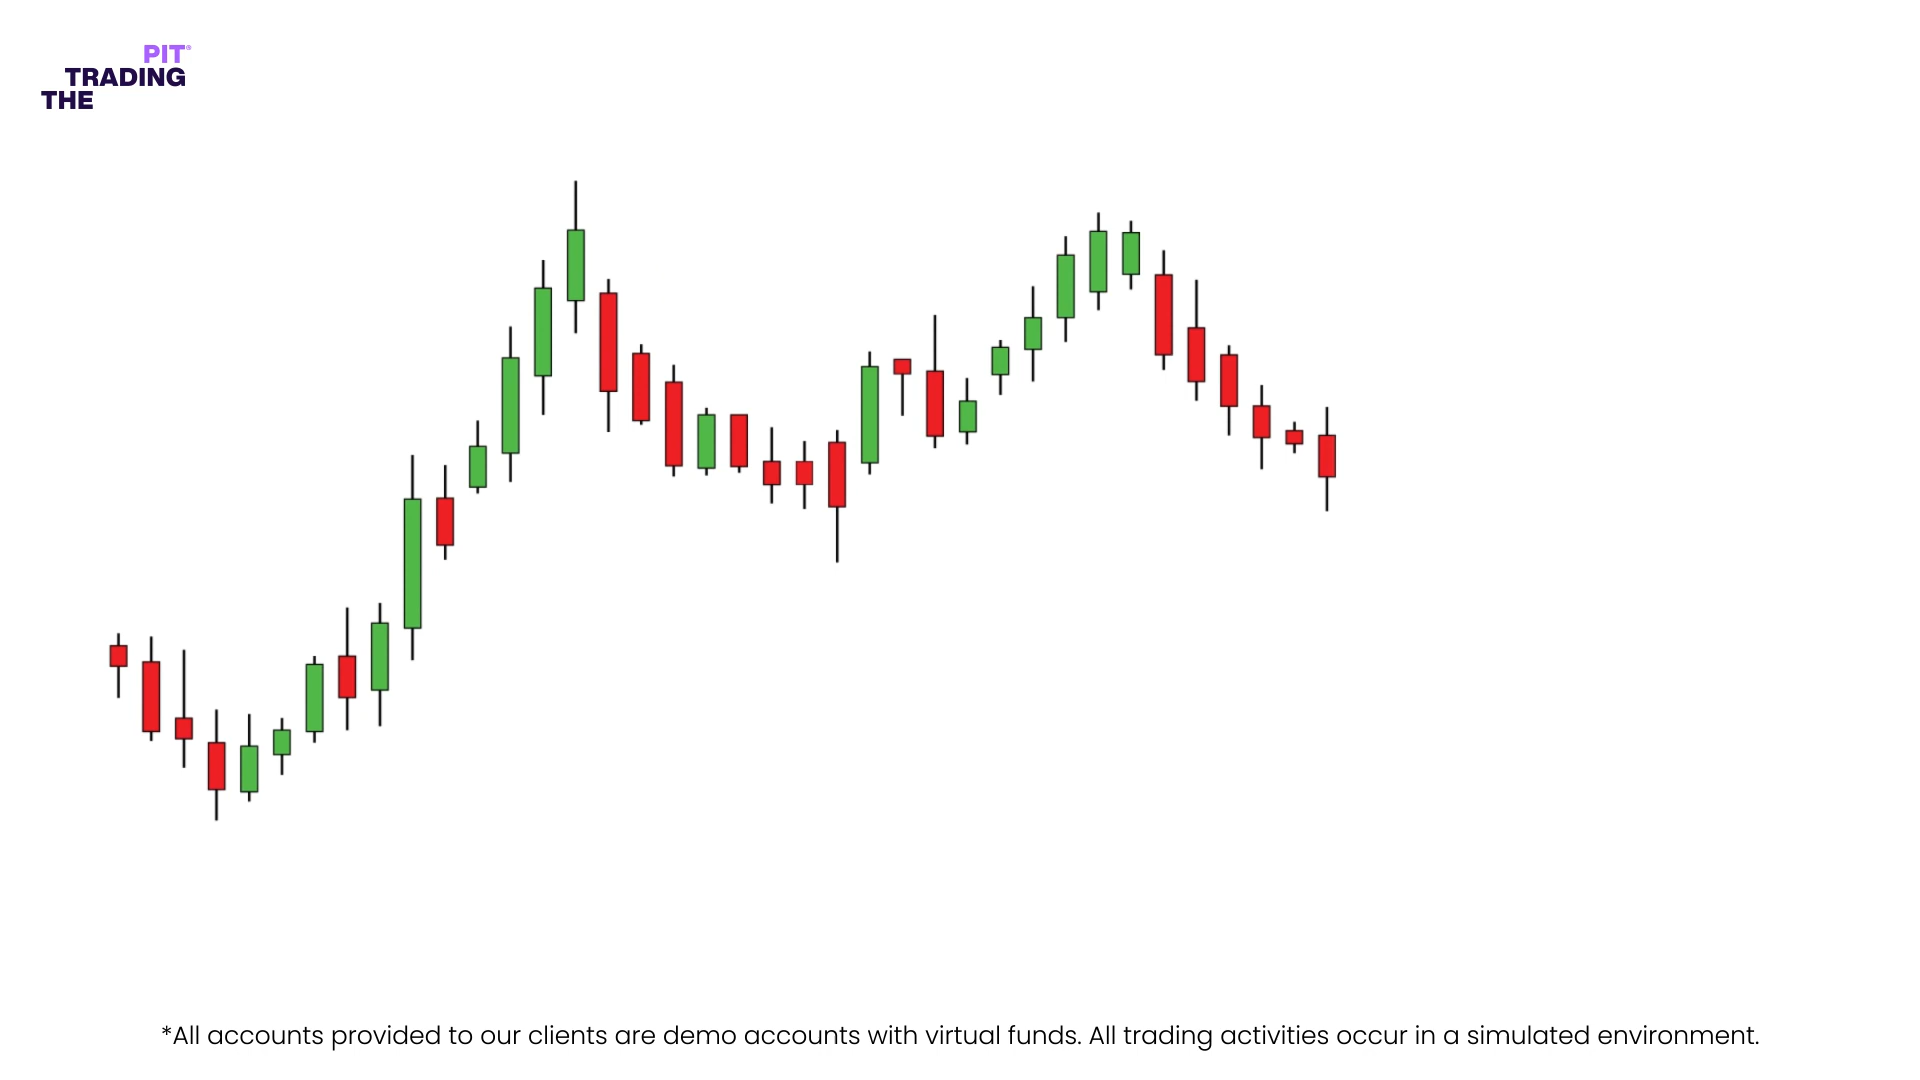 PIT®
TRADING
THE
*All accounts provided to our clients are demo accounts with virtual funds. All trading activities occur in a simulated environment.